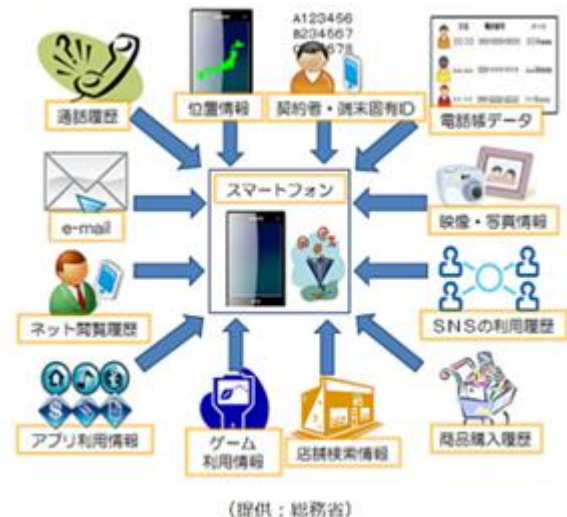 A123456
B234567
通話履歴
位置情報
契約者・端末固有ID
電話帳データ
スマートフォン
e-mail
映像・写真情報
ネット閲覧履歴
SNSの利用履歴
アプリ利用情報
ゲーム
利用情報
店舗検索情報
商品購入履歴
(提供:総務省)